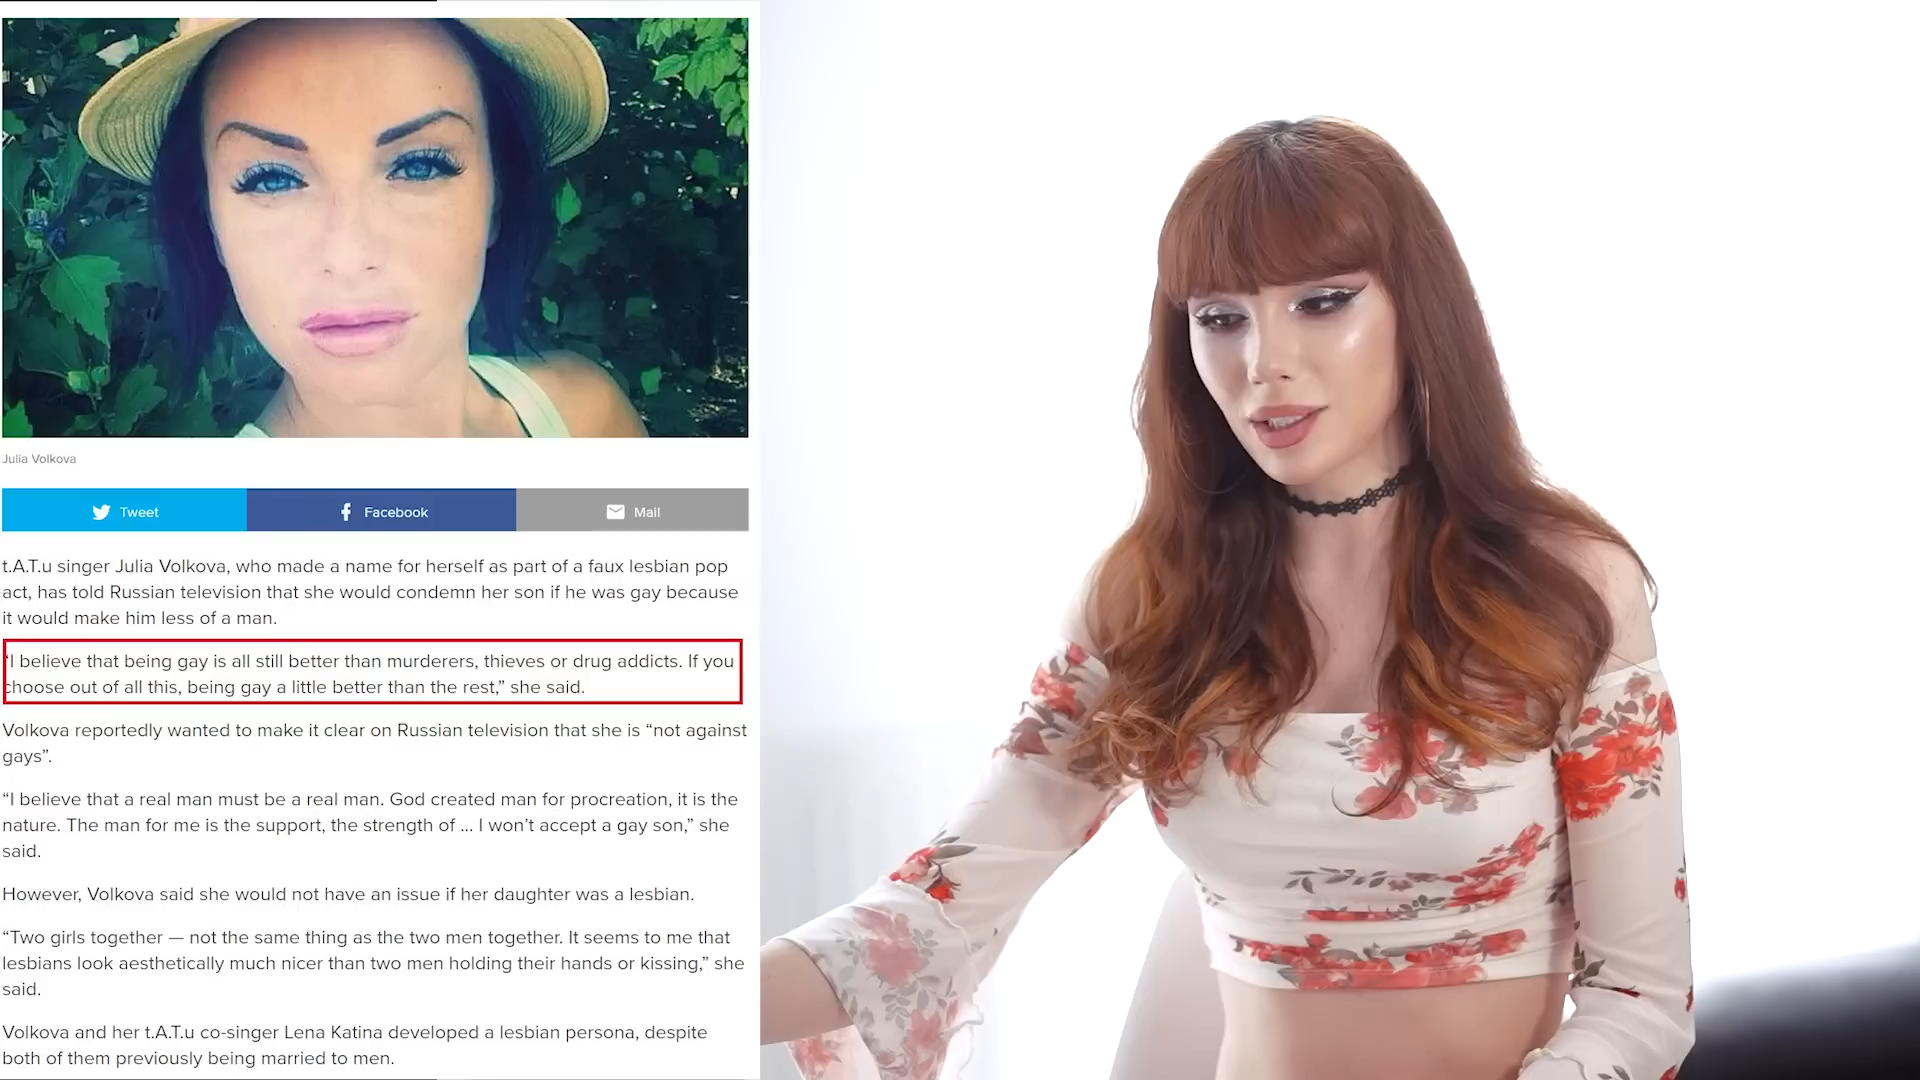 Julia Volkova
Tweet
Facebook
Mail
t.A.T.u singer Julia Volkova, who made a name for herself as part of a faux lesbian pop
act, has told Russian television that she would condemn her son if he was gay because
it would make him less of a man.
“I believe that being gay is all still better than murderers, thieves or drug addicts. If you
choose out of all this, being gay a little better than the rest,” she said.
Volkova reportedly wanted to make it clear on Russian television that she is “not against
gays”.
“I believe that a real man must be a real man. God created man for procreation, it is the
nature. The man for me is the support, the strength of ... I won’t accept a gay son,” she
said.
However, Volkova said she would not have an issue if her daughter was a lesbian.
“Two girls together — not the same thing as the two men together. It seems to me that
lesbians look aesthetically much nicer than two men holding their hands or kissing,” she
said.
Volkova and her t.A.T.u co-singer Lena Katina developed a lesbian persona, despite
both of them previously being married to men.